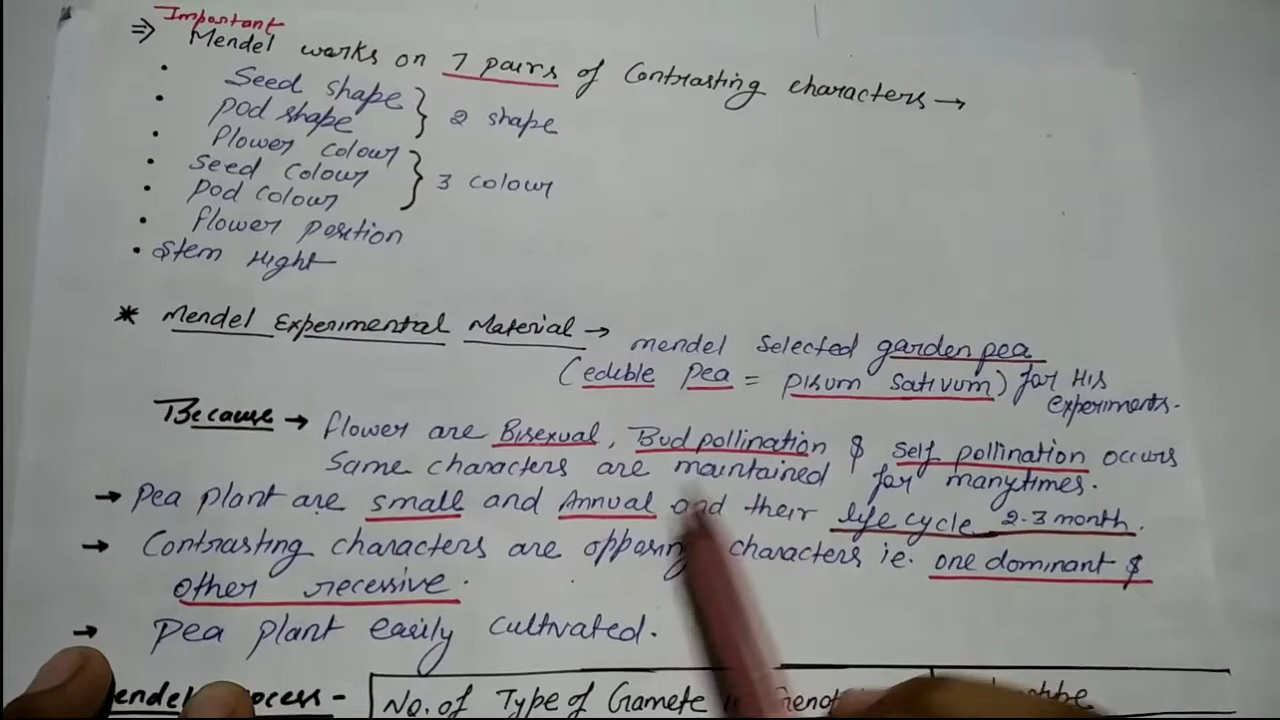 Important
⇒ Mendel works on 7 pairs of Contrasting characters →
• Seed shape
• pod shape } 2 shape
• Flower colour
• Seed colour } 3 colour
• pod colour
• flower position
• Stem Hight
* Mendel Experimental Material →
mendel selected garden pea
(edible pea = pisum sativum) for His
experiments.
Because → flower are Bisexual, Bud pollination & self pollination occurs
Same characters are maintained for manytimes.
→ pea plant are small and Annual and their life cycle 2-3 month.
→ Contrasting characters are opposing characters ie. one dominant &
other recessive.
→ pea plant easily cultivated.
process- No. of Type of Gamete